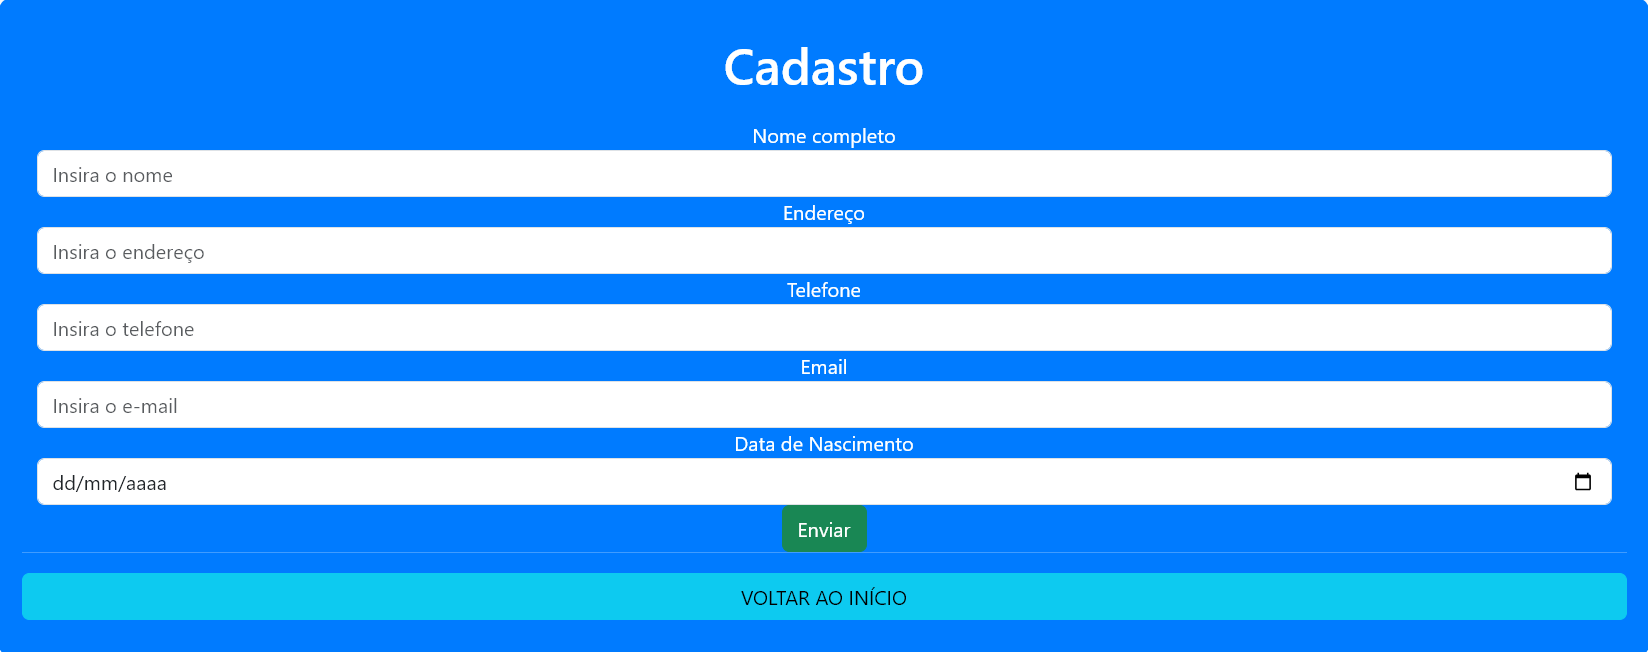 Cadastro
Nome completo
Insira o nome
Endereço
Insira o endereço
Telefone
Insira o telefone
Email
Insira o e-mail
Data de Nascimento
dd/mm/aaaa
Enviar
VOLTAR AO INÍCIO